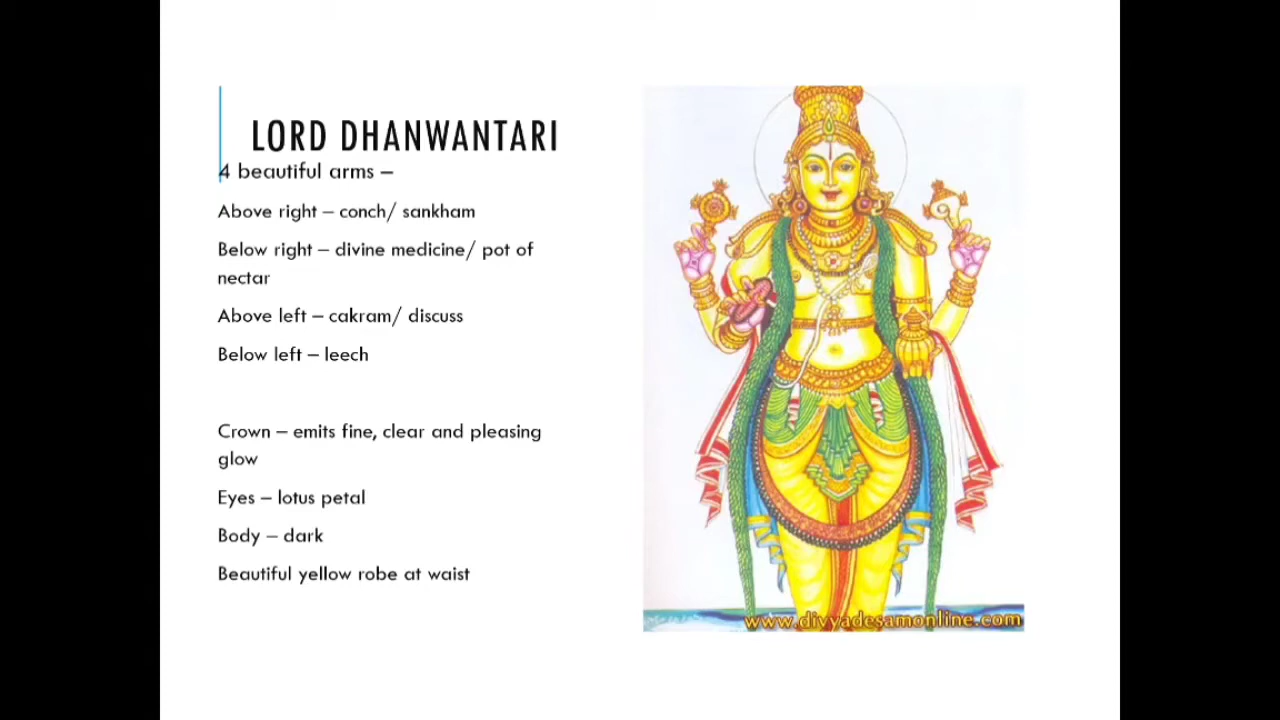 LORD DHANWANTARI
4 beautiful arms –
Above right – conch/ sankham
Below right – divine medicine/ pot of
nectar
Above left – cakram/ discuss
Below left – leech
Crown – emits fine, clear and pleasing
glow
Eyes – lotus petal
Body – dark
Beautiful yellow robe at waist
www.divyadesamonline.com